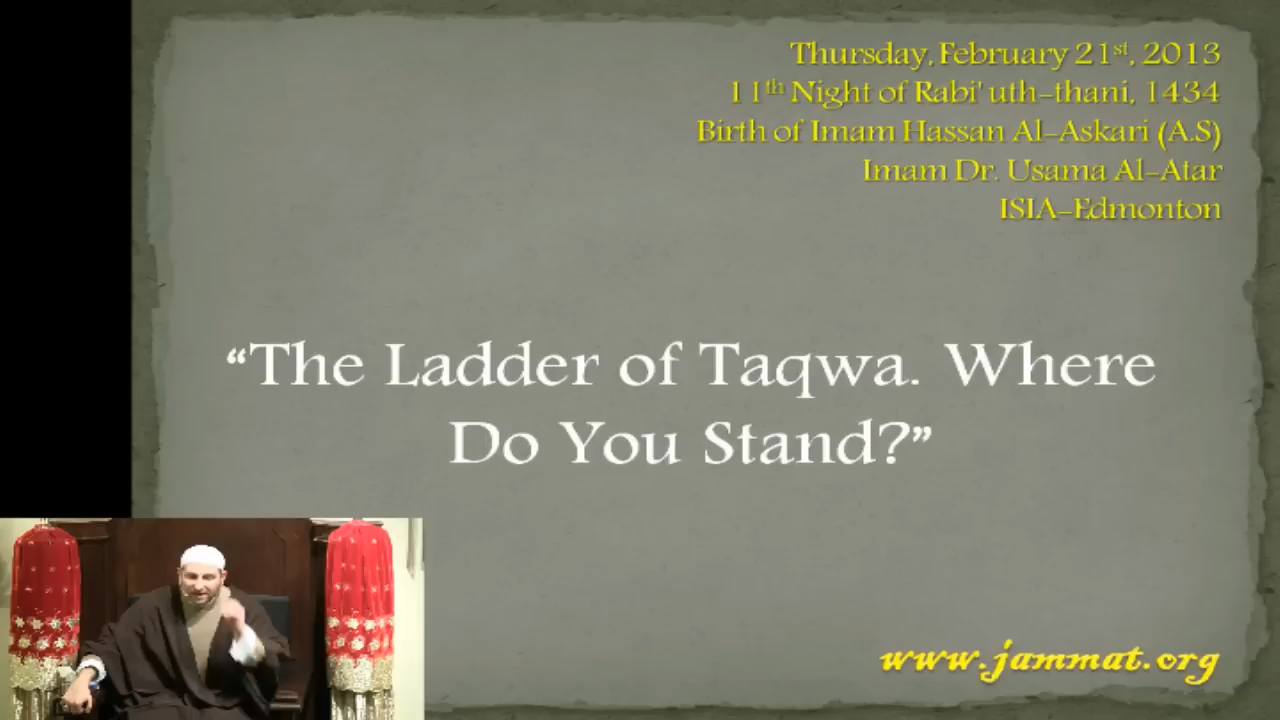 Thursday, February 21st, 2013
11th Night of Rabi' uth-thani, 1434
Birth of Imam Hassan Al-Askari (A.S)
Imam Dr. Usama Al-Atar
ISIA-Edmonton
“The Ladder of Taqwa. Where
Do You Stand?”
www.jammat.org